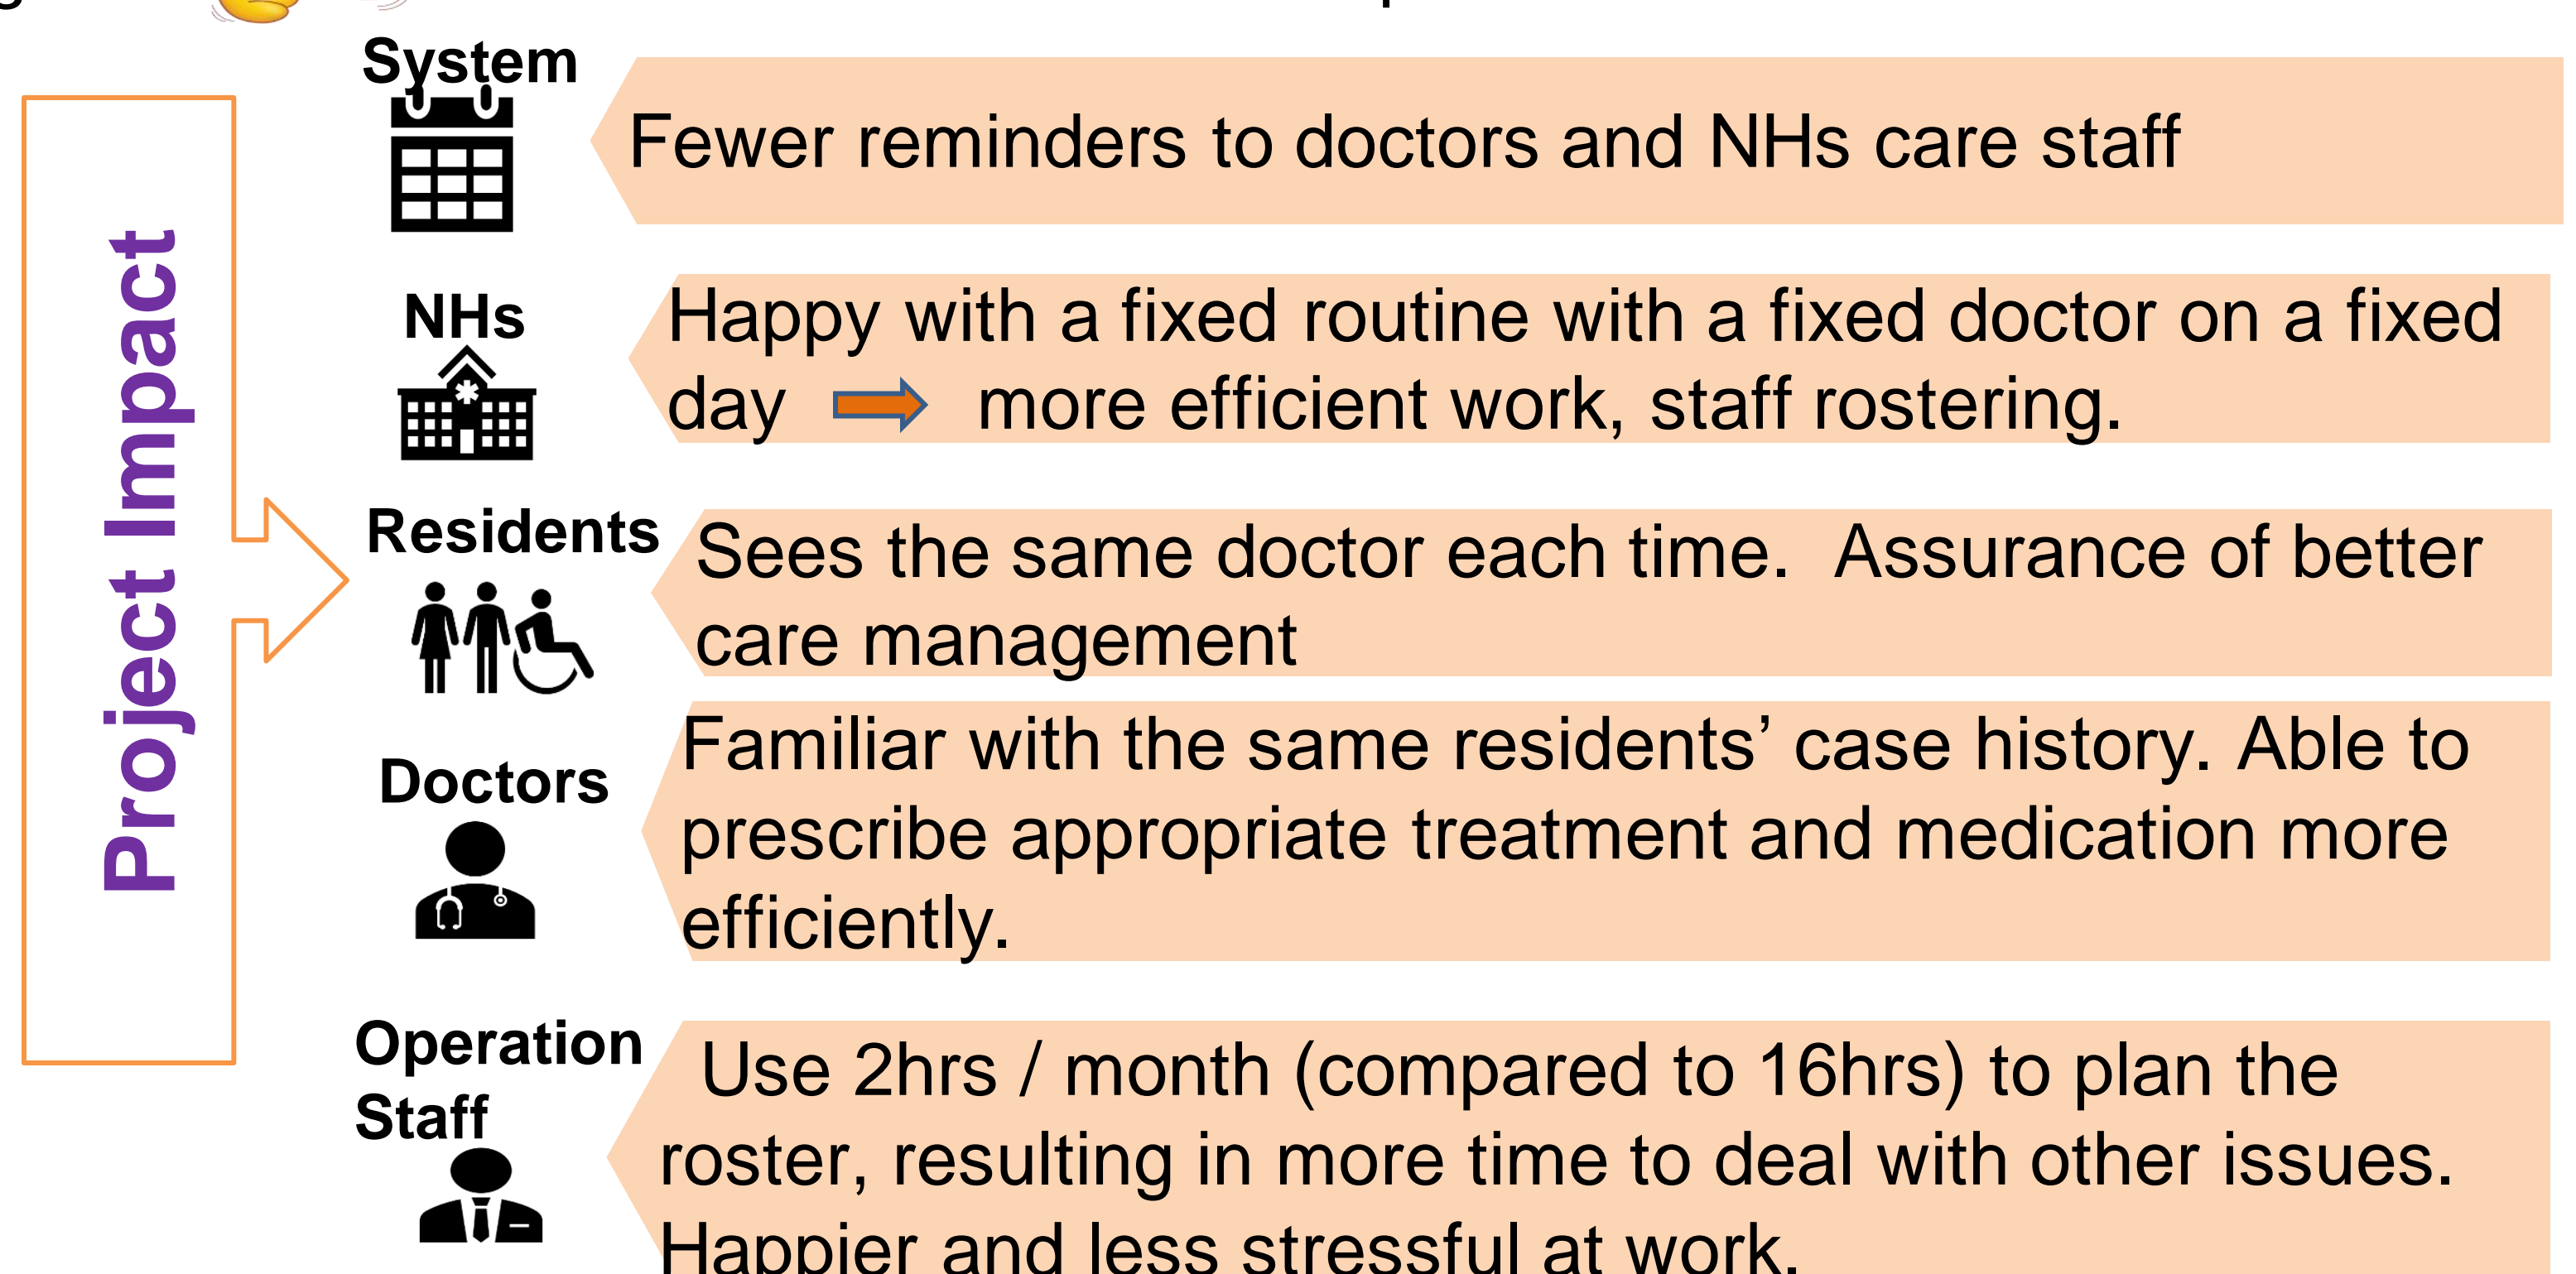 Project Impact
System
Fewer reminders to doctors and NHs care staff
NHs
Happy with a fixed routine with a fixed doctor on a fixed
day more efficient work, staff rostering.
Residents
Sees the same doctor each time. Assurance of better
care management
Doctors
Familiar with the same residents’ case history. Able to
prescribe appropriate treatment and medication more
efficiently.
Operation
Staff
Use 2hrs / month (compared to 16hrs) to plan the
roster, resulting in more time to deal with other issues.
Happier and less stressful at work.